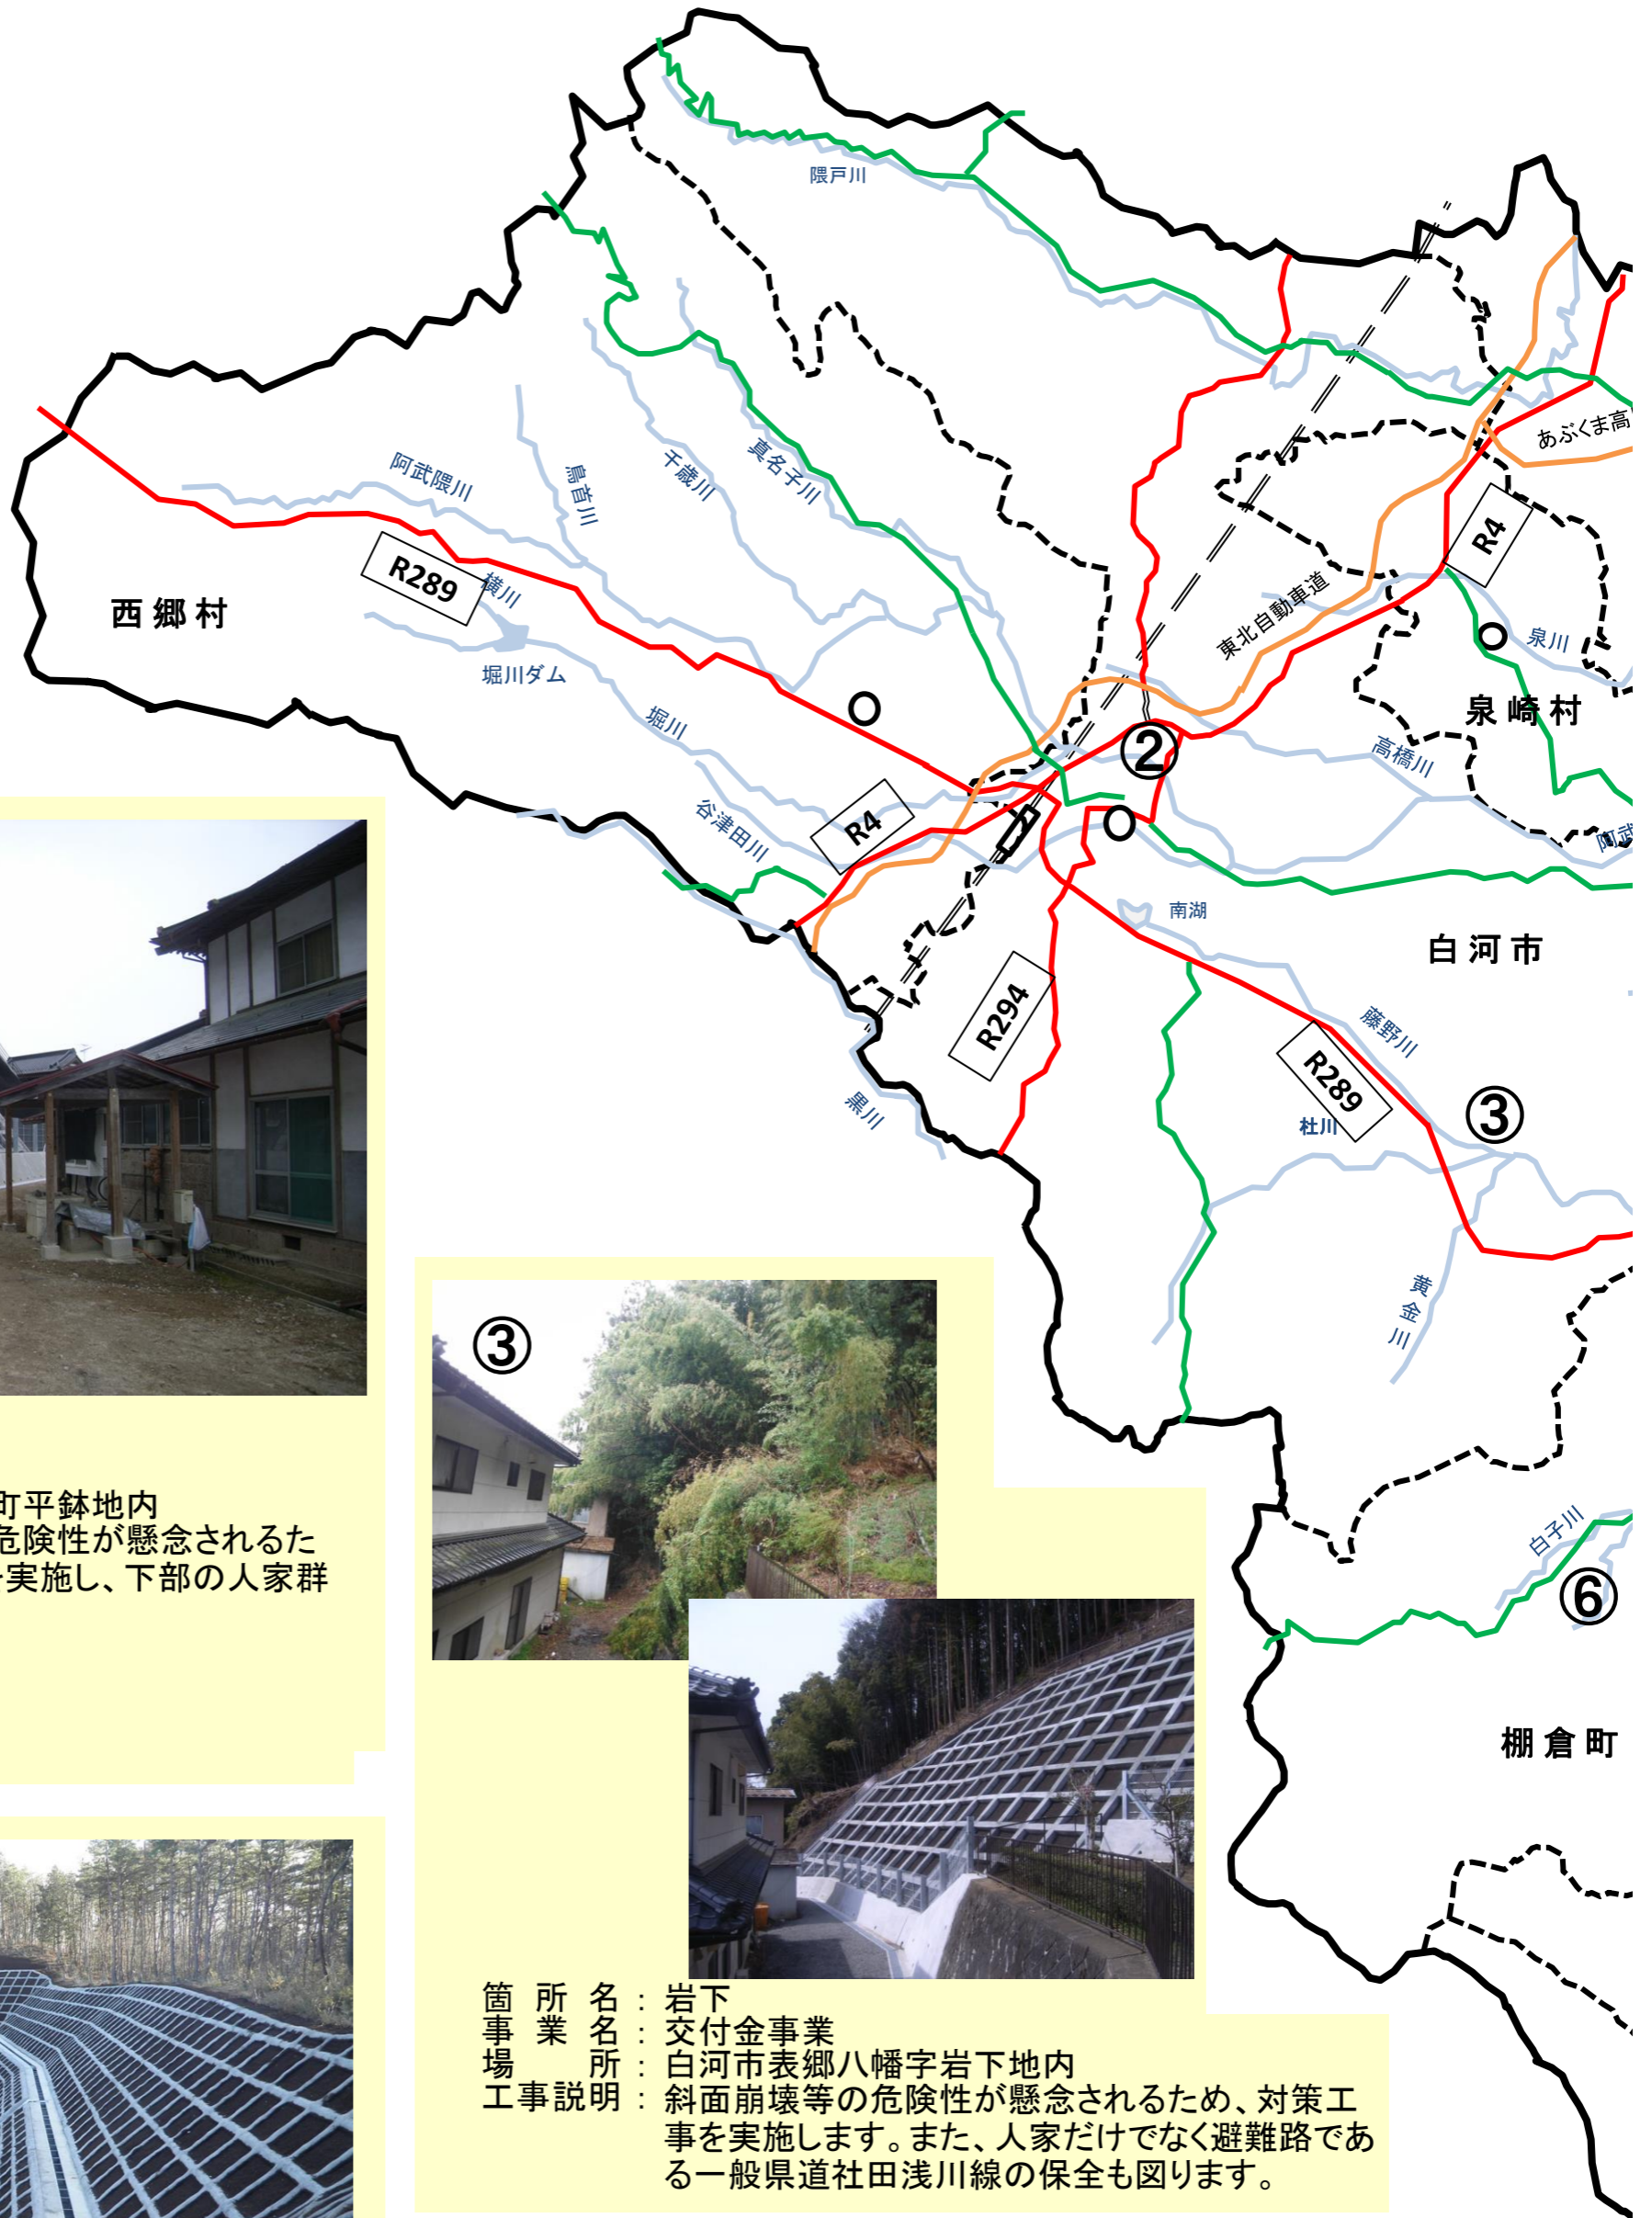 隈戸川
あぶくま高
阿武隈川
鳥首川
千歳川
真名子川
R4
R289
横川
東北自動車道
西郷村
泉川
堀川ダム
泉崎村
堀川
②
高橋川
谷津田川
R4
阿武
南湖
白河市
R294
藤野川
R289
黒川
③
社川
黄金川
③
町平鉢地内
危険性が懸念されるた
実施し、下部の人家群
白子川
⑥
棚倉町
箇所名：岩下
事業名：交付金事業
場所：白河市表郷八幡字岩下地内
工事説明：斜面崩壊等の危険性が懸念されるため、対策工
事を実施します。また、人家だけでなく避難路であ
る一般県道社田浅川線の保全も図ります。